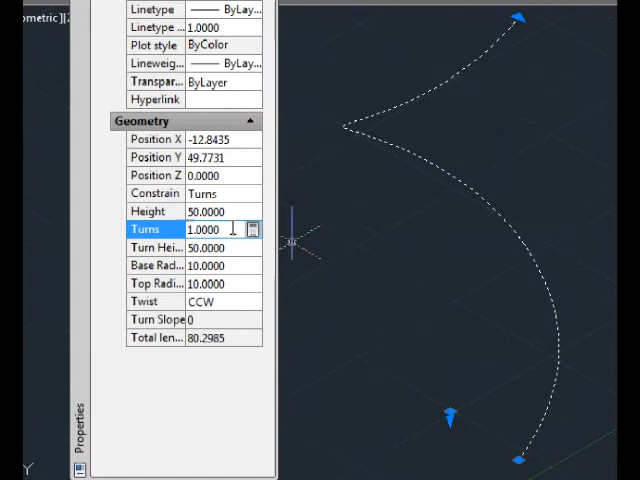 Linetype ByLay...
ometric ][
Linetype ... 1.0000
Plot style ByColor
Lineweig... ByLay...
Transpar... ByLayer
Hyperlink
Geometry
Position X -12.8435
Position Y 49.7731
Position Z 0.0000
Constrain Turns
Height 50.0000
Turns 1.0000
Turn Hei... 50.0000
Base Rad... 10.0000
Top Radi... 10.0000
Twist CCW
Turn Slope 0
Total len... 80.2985
Properties
Y